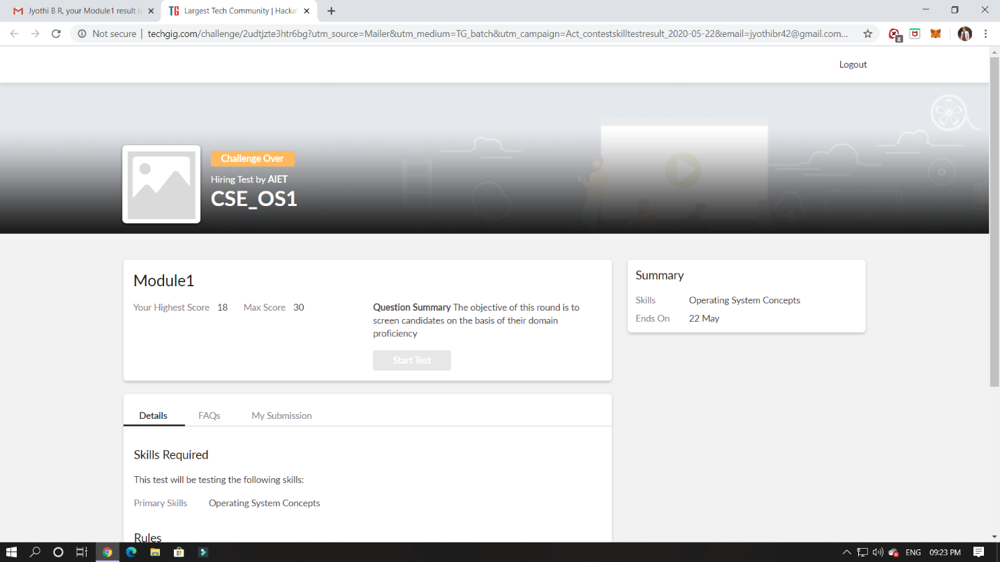 Jyothi B R, your Module1 result is
TG Largest Tech Community | Hackat
Not secure | techgig.com/challenge/2udtjzte3htr6bg?utm_source=Mailer&utm_medium=TG_batch&utm_campaign=Act_contestskilltestresult_2020-05-22&email=jyothibr42@gmail.com...
8
Logout
Challenge Over
Hiring Test by AIET
CSE_OS1
Module1
Your Highest Score 18 Max Score 30
Question Summary The objective of this round is to
screen candidates on the basis of their domain
proficiency
Start Test
Summary
Skills Operating System Concepts
Ends On 22 May
Details FAQs My Submission
Skills Required
This test will be testing the following skills:
Primary Skills Operating System Concepts
Rules
ENG 09:23 PM